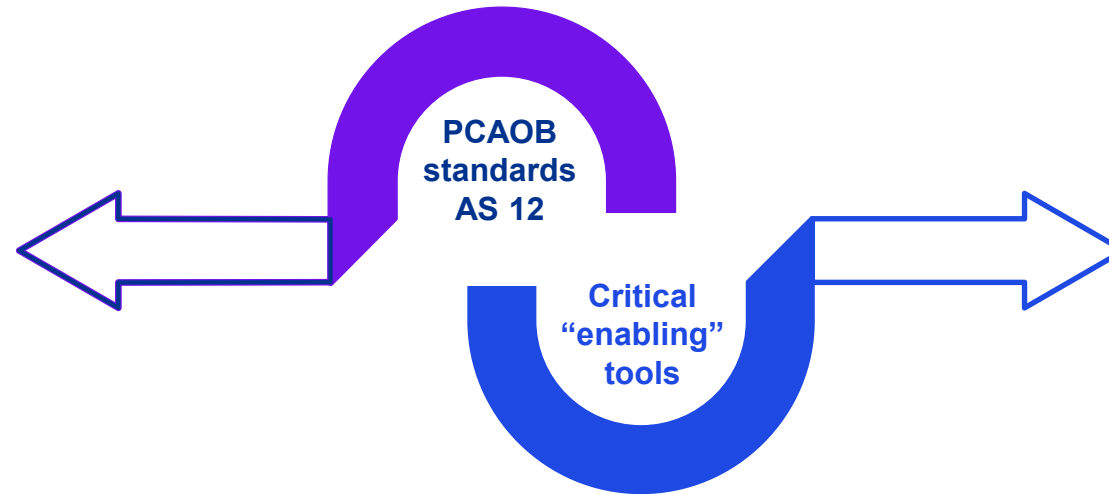 PCAOB
standards
AS 12
Critical
“enabling”
tools